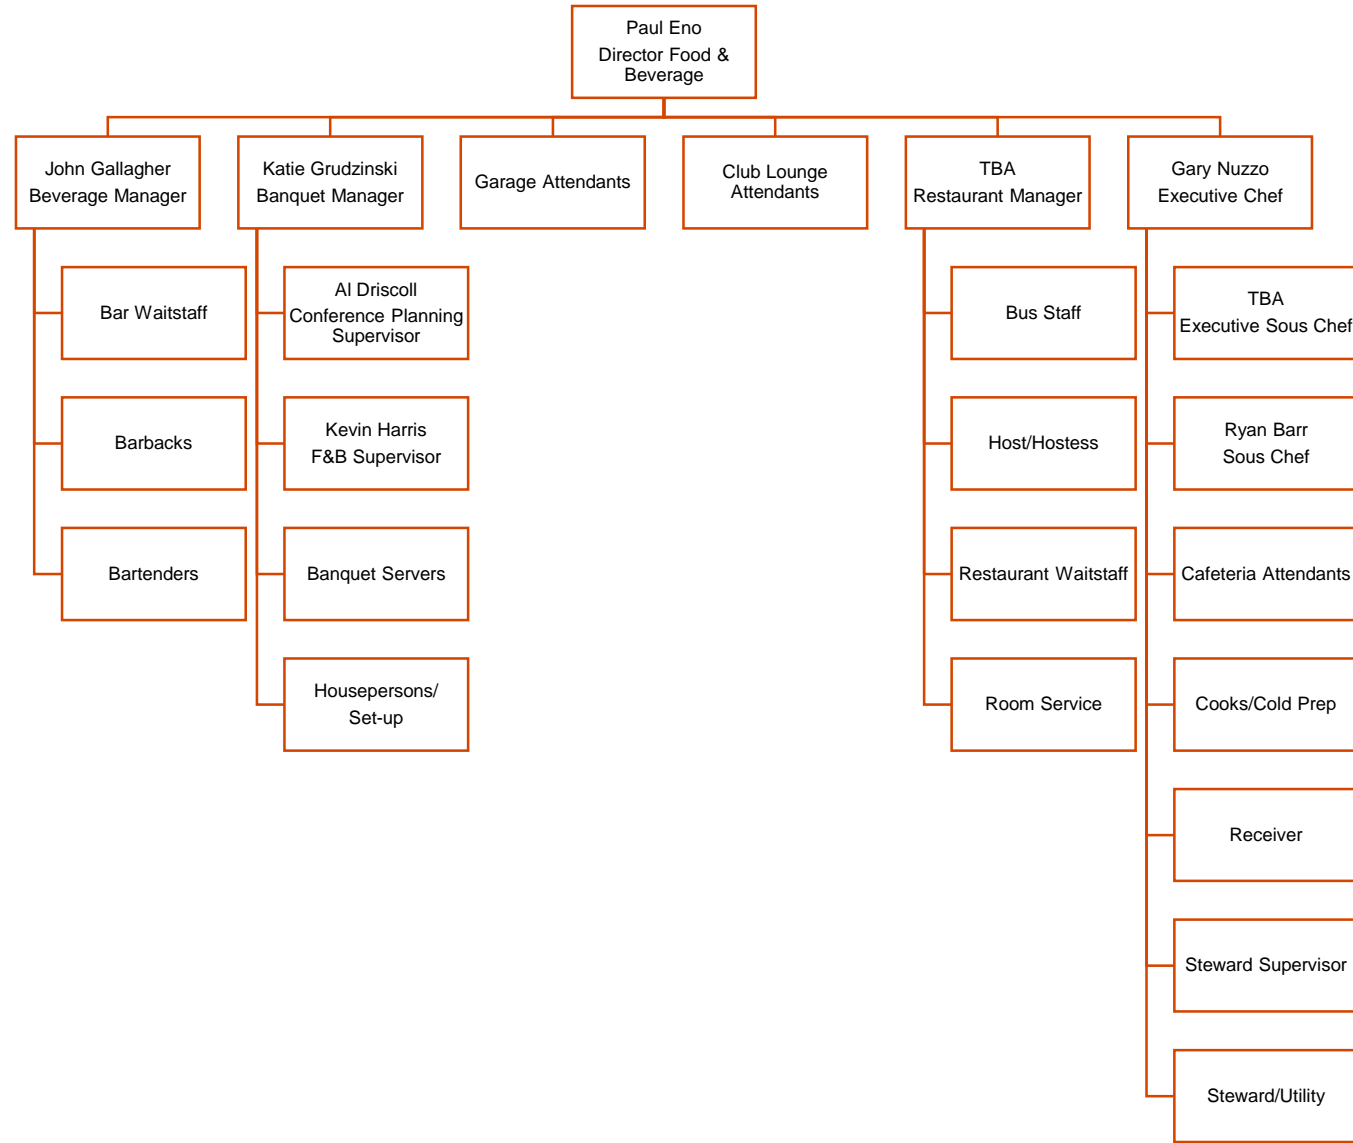 Paul Eno
Director Food &
Beverage
John Gallagher
Beverage Manager
Katie Grudzinski
Banquet Manager
Garage Attendants
Club Lounge
Attendants
TBA
Restaurant Manager
Gary Nuzzo
Executive Chef
Bar Waitstaff
Al Driscoll
Conference Planning
Supervisor
Bus Staff
TBA
Executive Sous Chef
Barbacks
Kevin Harris
F&B Supervisor
Host/Hostess
Ryan Barr
Sous Chef
Bartenders
Banquet Servers
Restaurant Waitstaff
Cafeteria Attendants
Housepersons/
Set-up
Room Service
Cooks/Cold Prep
Receiver
Steward Supervisor
Steward/Utility